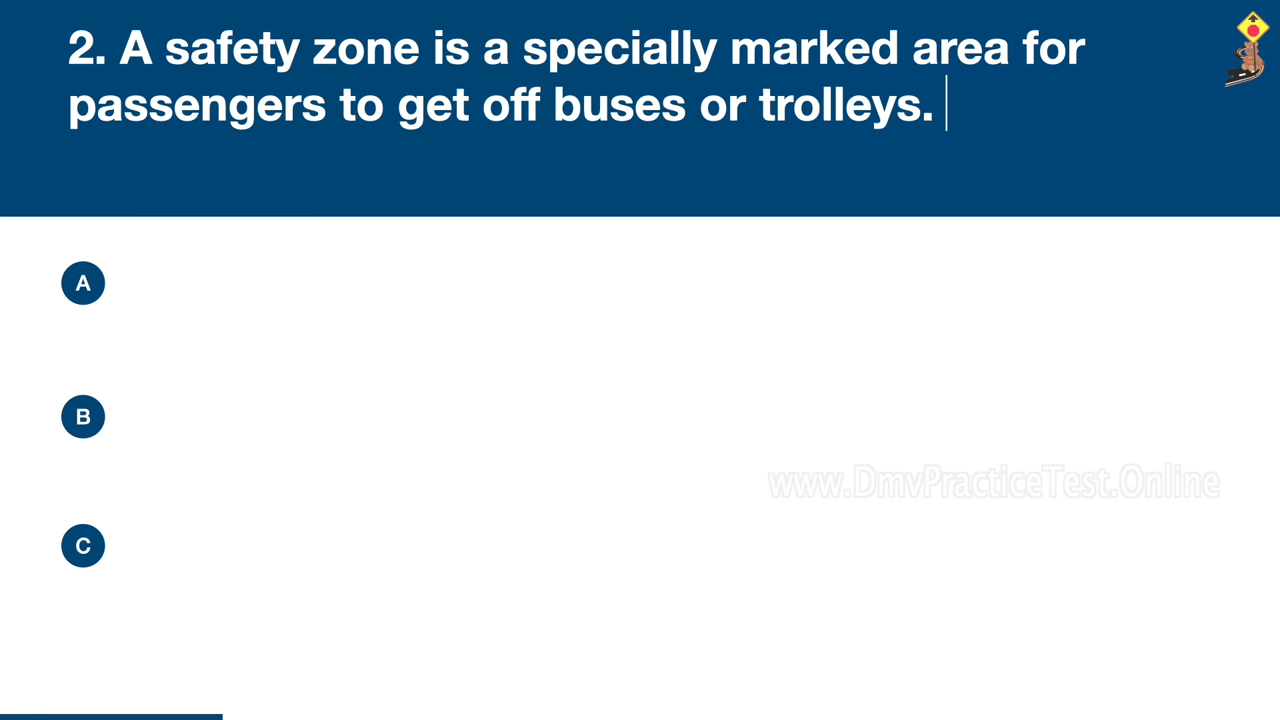 2. A safety zone is a specially marked area for
passengers to get off buses or trolleys.
A
B
www.DmvPracticeTest.Online
C